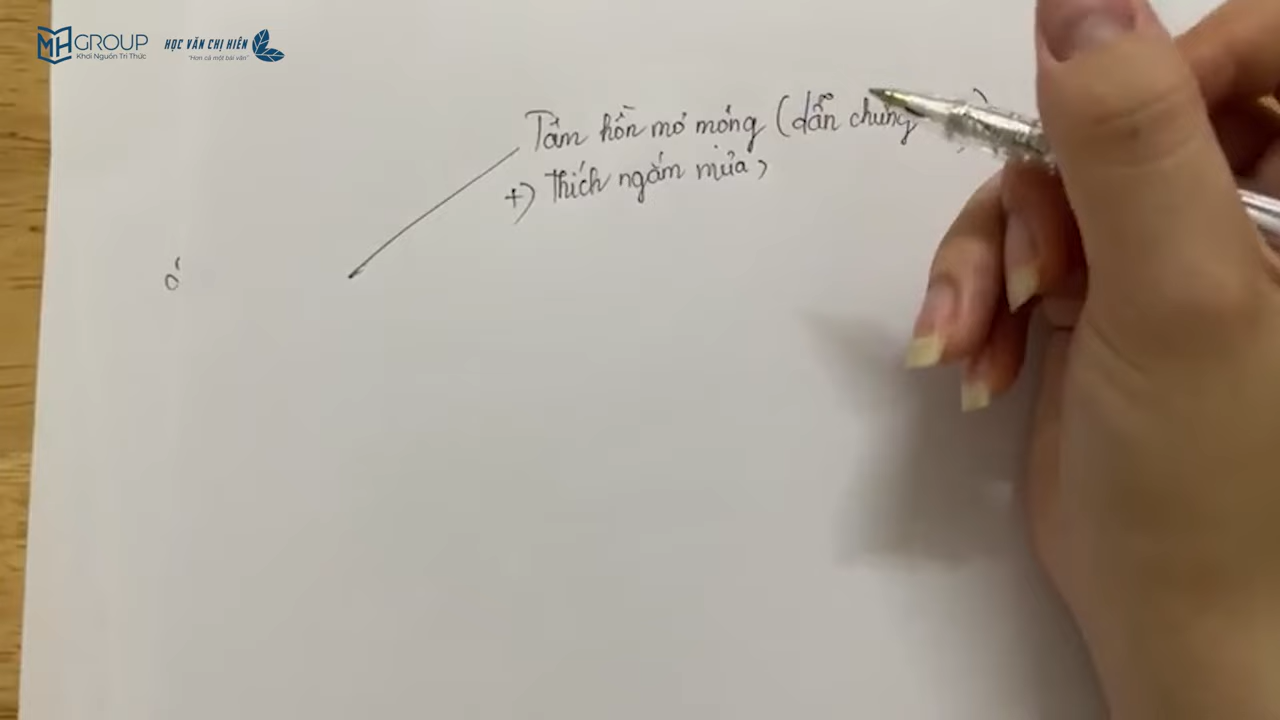 MH GROUP
Khơi Nguồn Tri Thức
HỌC VĂN CHỊ HIÊN
"Hơn cả một bài văn"
Tâm hồn mơ mộng (dẫn chứng
+) Thích ngắm mưa,
ó